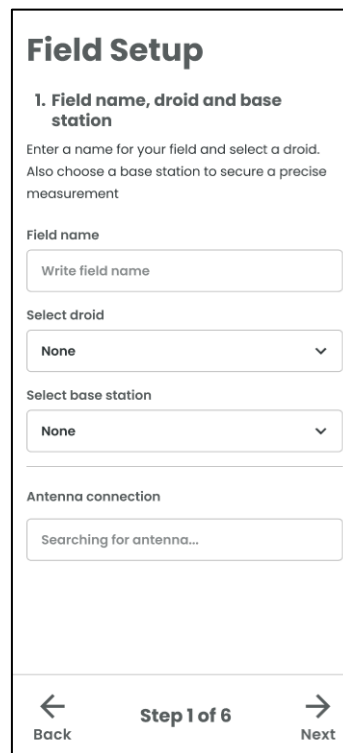 Field Setup
1. Field name, droid and base
station
Enter a name for your field and select a droid.
Also choose a base station to secure a precise
measurement
Field name
Write field name
Select droid
None
Select base station
None
Antenna connection
Searching for antenna...
Back
Step 1 of 6
Next